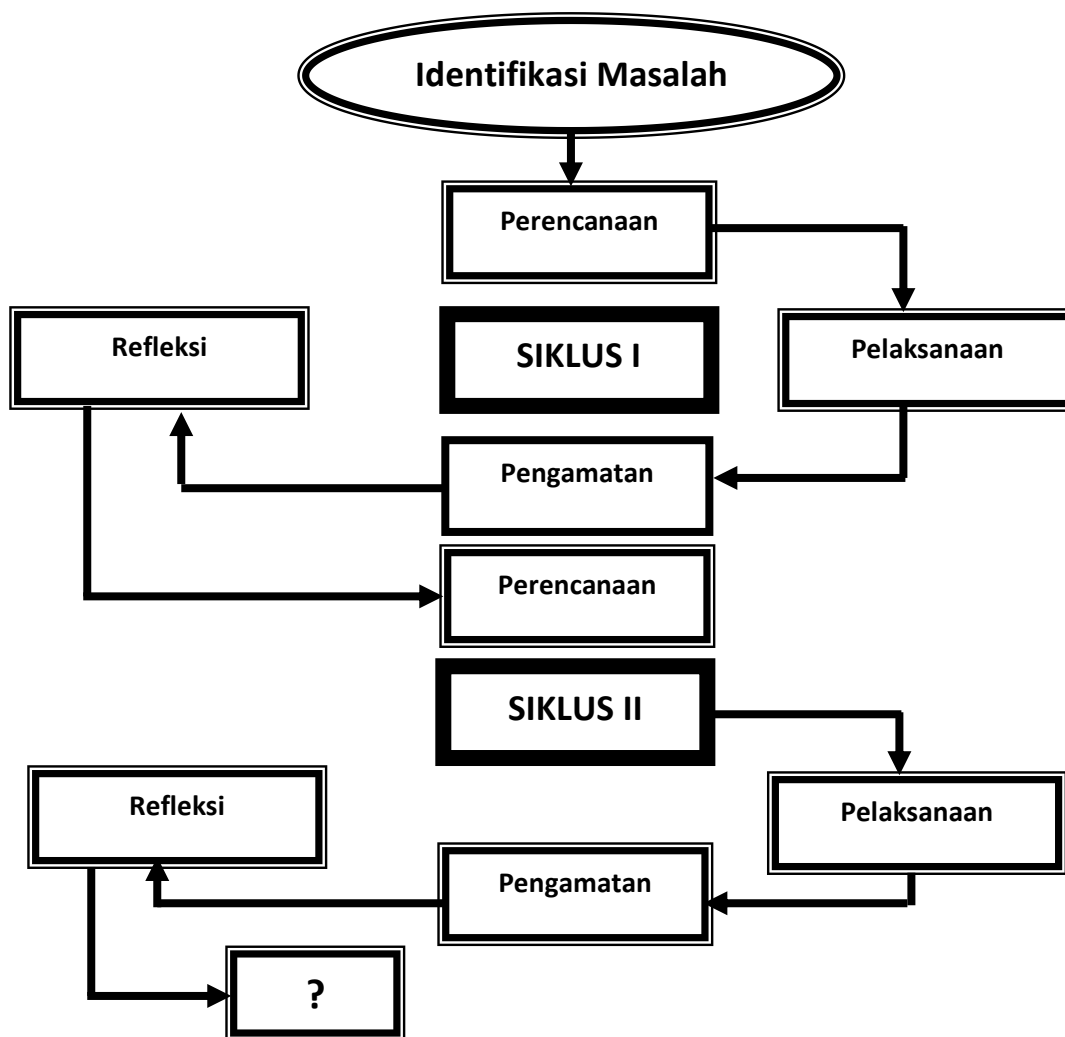 Identifikasi Masalah
Perencanaan
SIKLUS I
Refleksi
Pelaksanaan
Pengamatan
Perencanaan
SIKLUS II
Refleksi
Pelaksanaan
Pengamatan
?